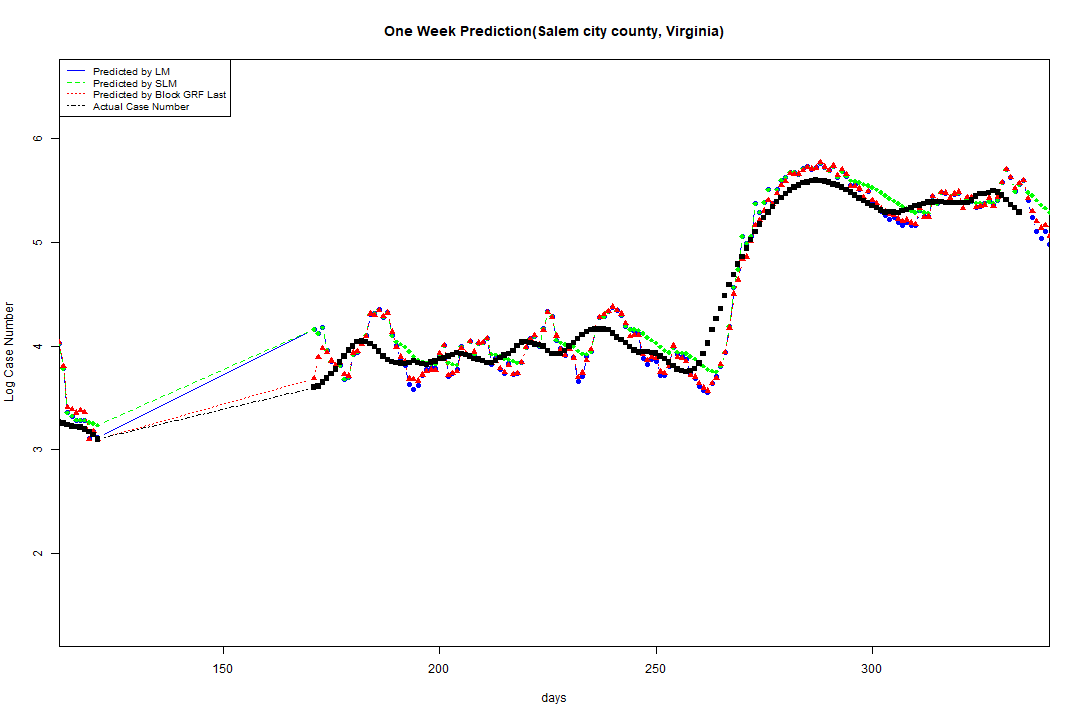 One Week Prediction(Salem city county, Virginia)
Predicted by LM
Predicted by SLM
Predicted by Block GRF Last
Actual Case Number
6
5
4
3
2
Log Case Number
150
200
250
300
days